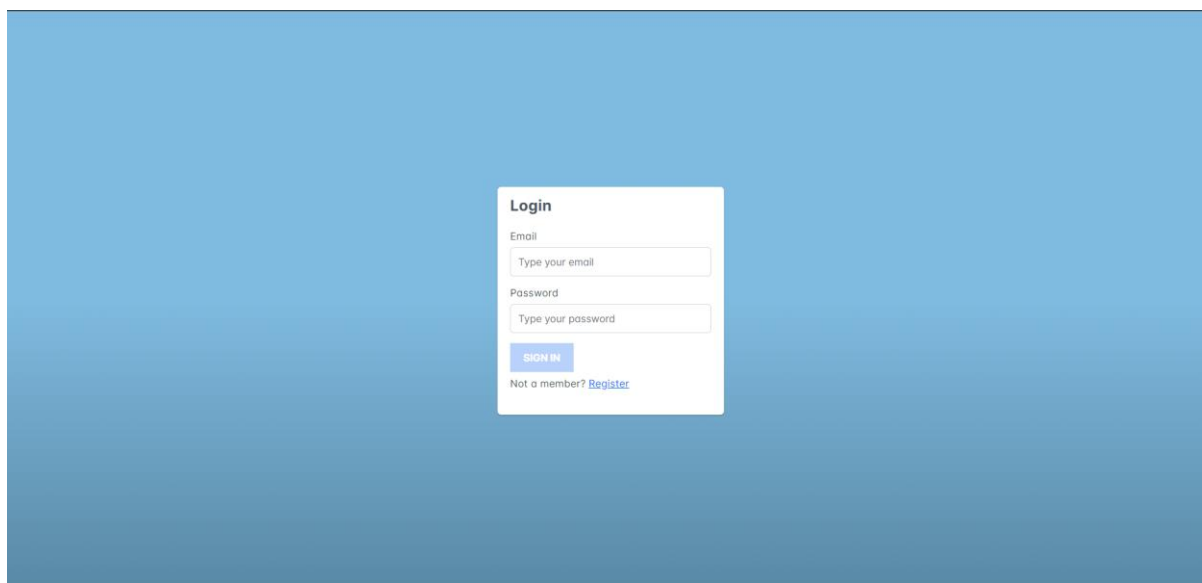 Login
Email
Type your email
Password
Type your password
SIGN IN
Not a member? Register